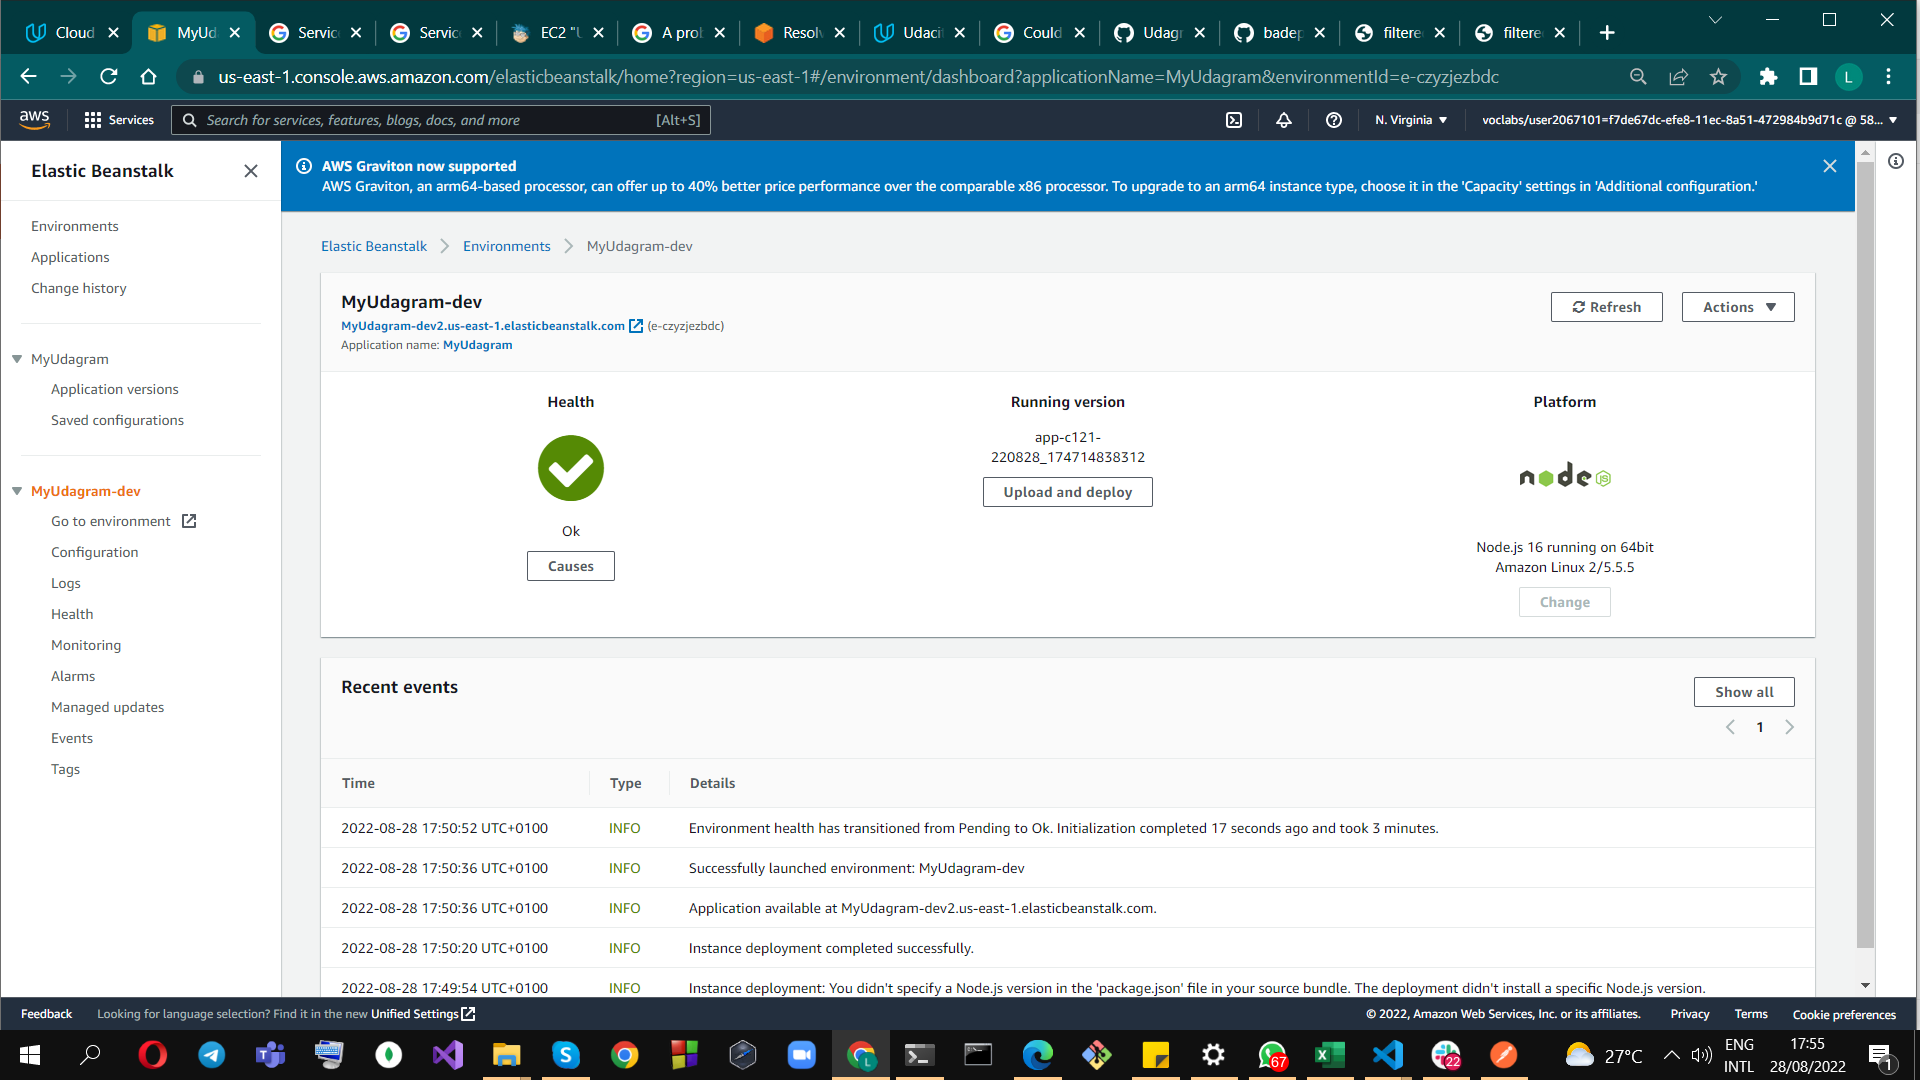 Cloud
MyUd
Servic
Servic
EC2 "U
A prob
Resolv
Udacit
Could
Udagr
badep
filtere
filtere
us-east-1.console.aws.amazon.com/elasticbeanstalk/home?region=us-east-1#/environment/dashboard?applicationName=MyUdagram&environmentId=e-czyzjezbdc
L
aws
Services
Search for services, features, blogs, docs, and more
[Alt+S]
N. Virginia
voclabs/user2067101=f7de67dc-efe8-11ec-8a51-472984b9d71c @ 58...
Elastic Beanstalk
Environments
Applications
Change history
MyUdagram
Application versions
Saved configurations
MyUdagram-dev
Go to environment
Configuration
Logs
Health
Monitoring
Alarms
Managed updates
Events
Tags
AWS Graviton now supported
AWS Graviton, an arm64-based processor, can offer up to 40% better price performance over the comparable x86 processor. To upgrade to an arm64 instance type, choose it in the 'Capacity' settings in 'Additional configuration.'
Elastic Beanstalk
Environments
MyUdagram-dev
MyUdagram-dev
MyUdagram-dev2.us-east-1.elasticbeanstalk.com (e-czyzjezbdc)
Application name: MyUdagram
Refresh
Actions
Health
Ok
Causes
Running version
app-c121-
220828_174714838312
Upload and deploy
Platform
node
JS
Node.js 16 running on 64bit
Amazon Linux 2/5.5.5
Change
Recent events
Show all
1
Time Type Details
2022-08-28 17:50:52 UTC+0100 INFO Environment health has transitioned from Pending to Ok. Initialization completed 17 seconds ago and took 3 minutes.
2022-08-28 17:50:36 UTC+0100 INFO Successfully launched environment: MyUdagram-dev
2022-08-28 17:50:36 UTC+0100 INFO Application available at MyUdagram-dev2.us-east-1.elasticbeanstalk.com.
2022-08-28 17:50:20 UTC+0100 INFO Instance deployment completed successfully.
2022-08-28 17:49:54 UTC+0100 INFO Instance deployment: You didn't specify a Node.js version in the 'package.json' file in your source bundle. The deployment didn't install a specific Node.js version.
Feedback
Looking for language selection? Find it in the new Unified Settings
© 2022, Amazon Web Services, Inc. or its affiliates.
Privacy
Terms
Cookie preferences
67
22
27°C
ENG
INTL
17:55
28/08/2022
1